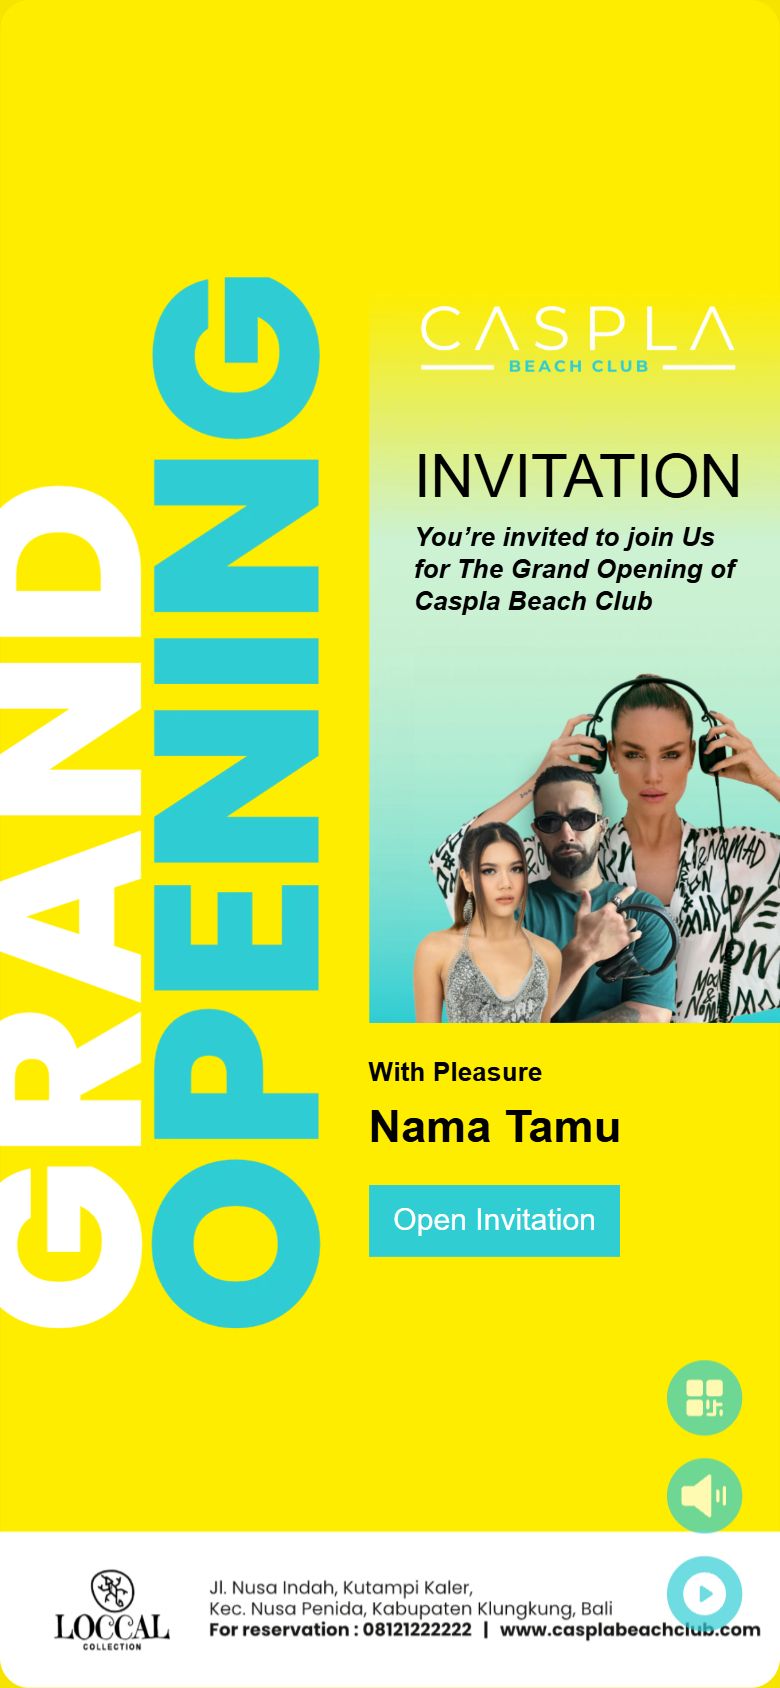 GRAND
OPENING
CASPLA
BEACH CLUB
INVITATION
You’re invited to join Us
for The Grand Opening of
Caspla Beach Club
With Pleasure
Nama Tamu
Open Invitation
LOCCAL
COLLECTION
Jl. Nusa Indah, Kutampi Kaler,
Kec. Nusa Penida, Kabupaten Klungkung, Bali
For reservation : 08121222222 | www.casplabeachclub.com